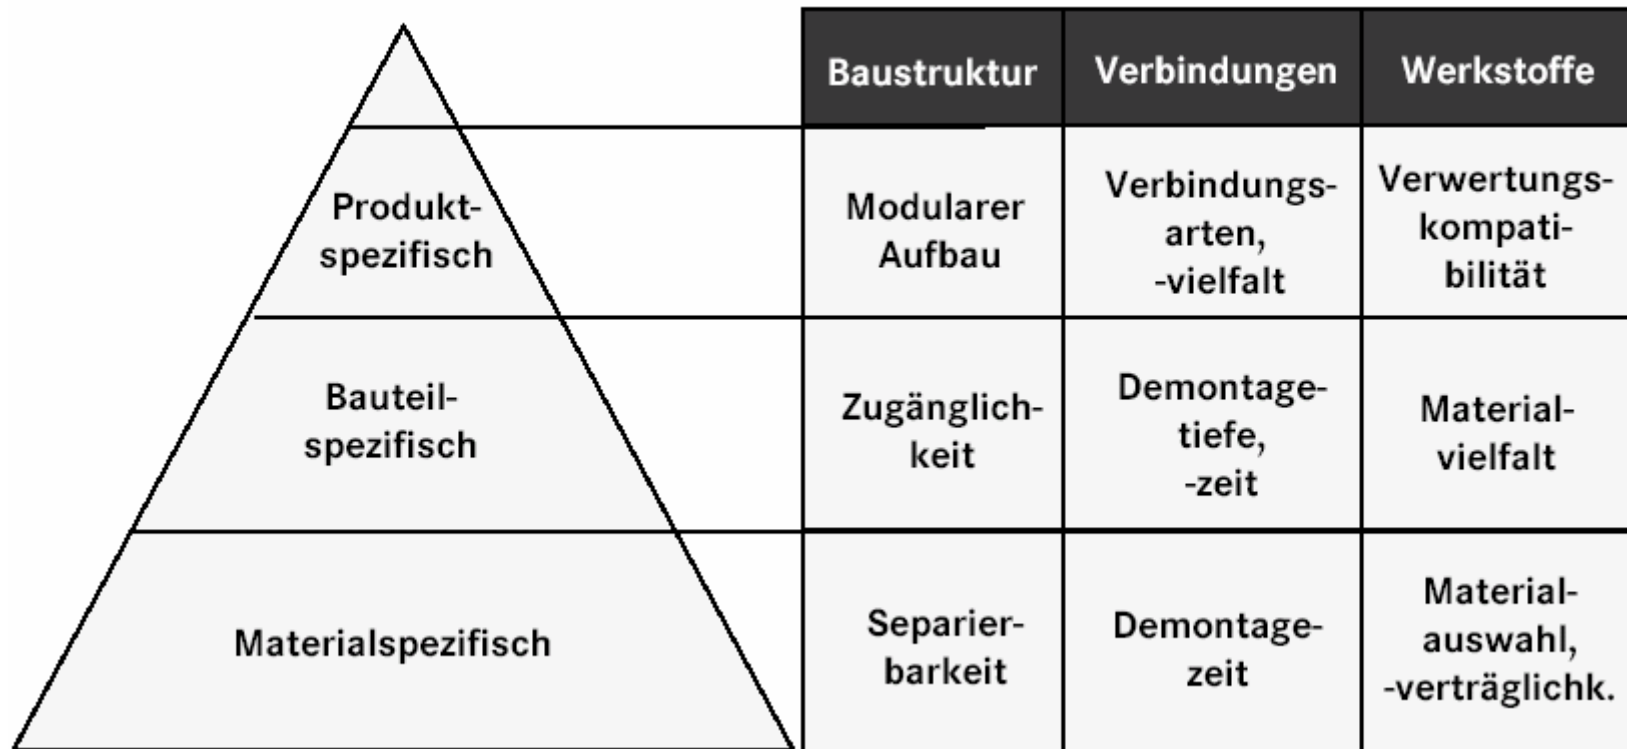 Baustruktur
Verbindungen
Werkstoffe
Produkt-
spezifisch
Modularer
Aufbau
Verbindungs-
arten,
-vielfalt
Verwertungs-
kompati-
bilität
Bauteil-
spezifisch
Zugänglich-
keit
Demontage-
tiefe,
-zeit
Material-
vielfalt
Materialspezifisch
Separier-
barkeit
Demontage-
zeit
Material-
auswahl,
-verträglichk.